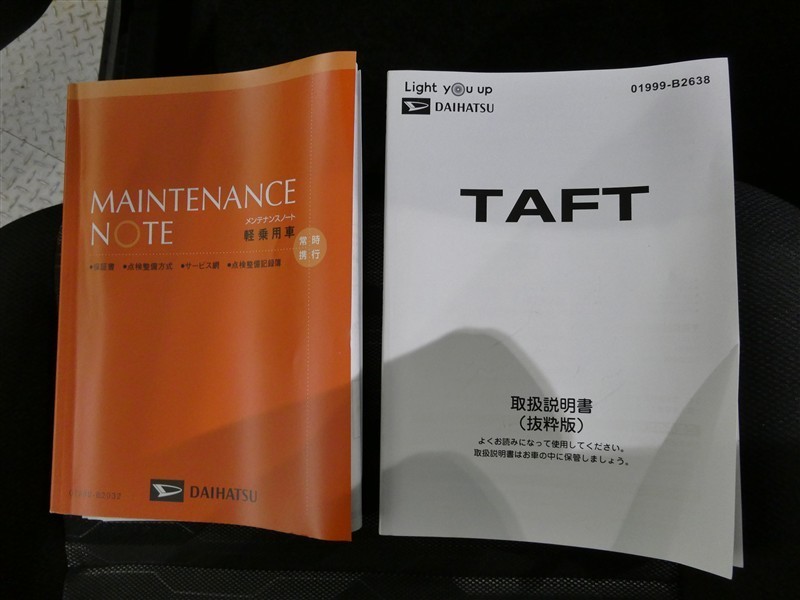 MAINTENANCE
NOTE
メンテナンスノート
軽乗用車
常時
携行
●保証書 ●点検整備方式 ●サービス網 ●点検整備記録簿
DAIHATSU
Light you up
DAIHATSU
01999-B2638
TAFT
取扱説明書
(抜粋版)
よくお読みになって使用してください。
取扱説明書はお車の中に保管しましょう。